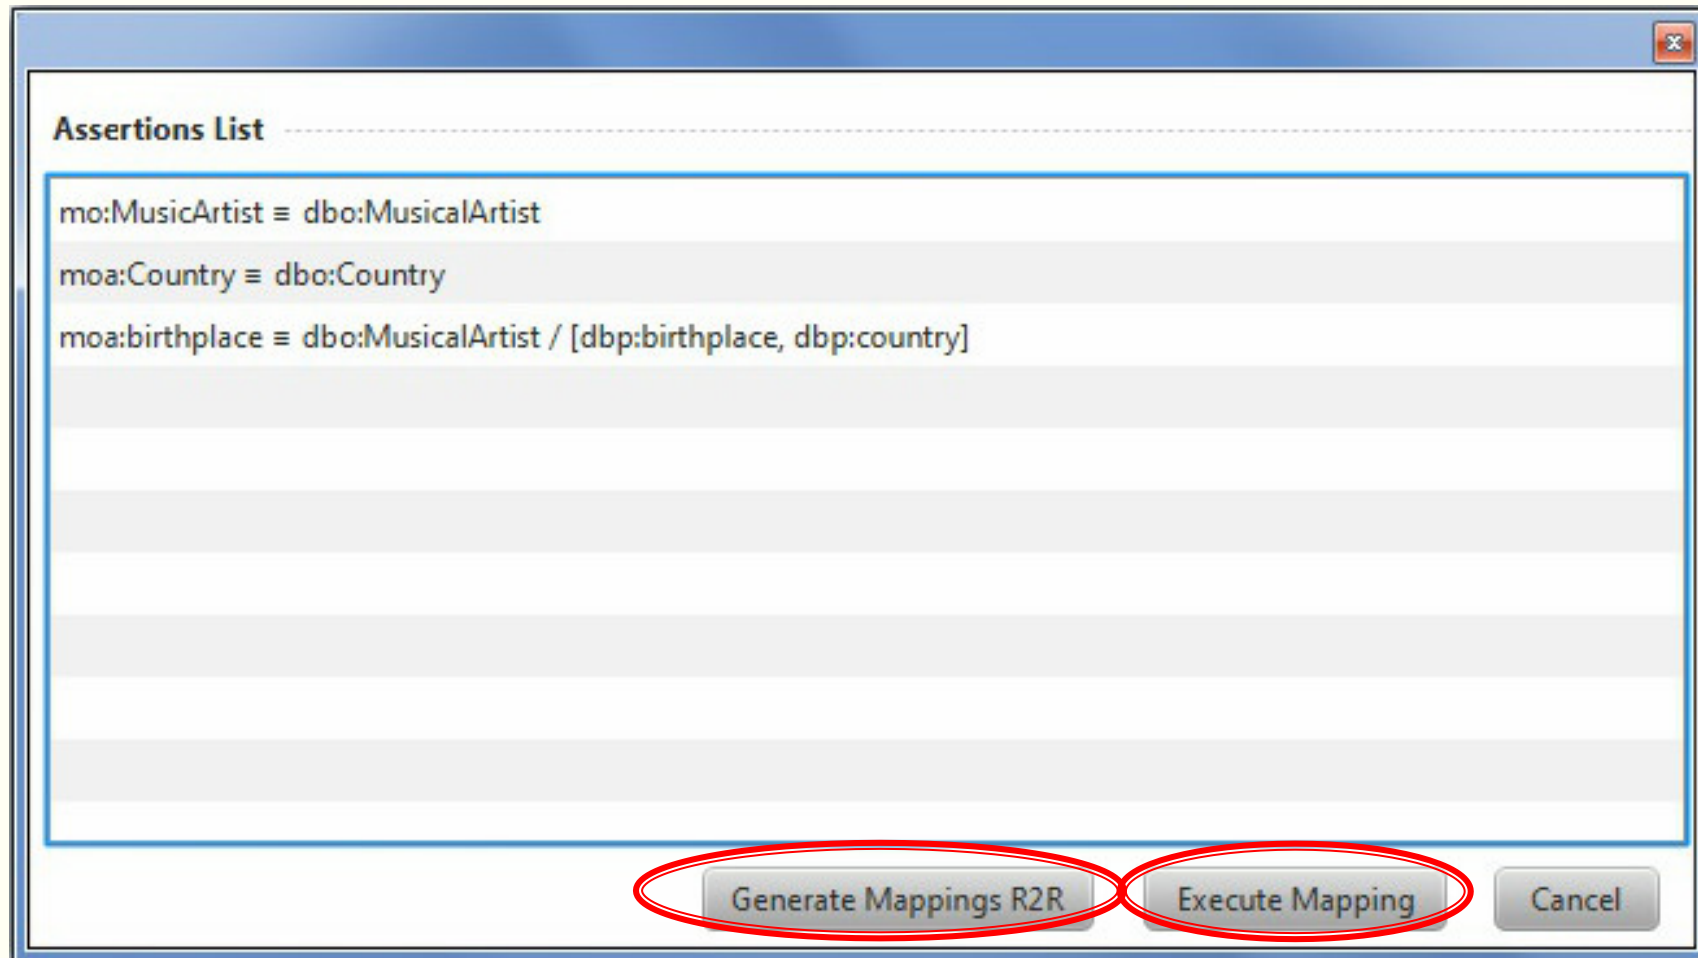 Assertions List
mo:MusicArtist ≡ dbo:MusicalArtist
moa:Country ≡ dbo:Country
moa:birthplace ≡ dbo:MusicalArtist / [dbp:birthplace, dbp:country]
Generate Mappings R2R Execute Mapping Cancel